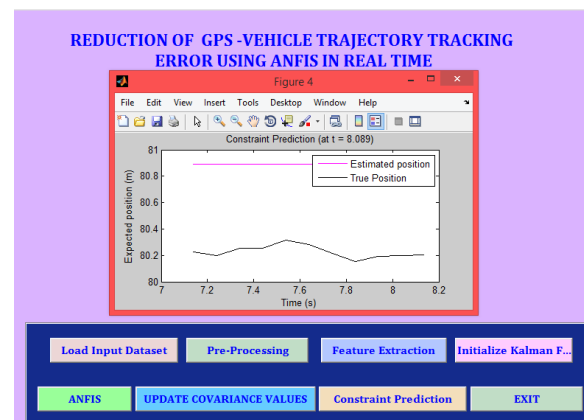 REDUCTION OF GPS -VEHICLE TRAJECTORY TRACKING
ERROR USING ANFIS IN REAL TIME
Figure 4
File Edit View Insert Tools Desktop Window Help
Constraint Prediction (at t = 8.089)
Estimated position
True Position
Expected position (m)
81
80.8
80.6
80.4
80.2
80
7 7.2 7.4 7.6 7.8 8 8.2
Time (s)
Load Input Dataset Pre-Processing Feature Extraction Initialize Kalman F...
ANFIS UPDATE COVARIANCE VALUES Constraint Prediction EXIT